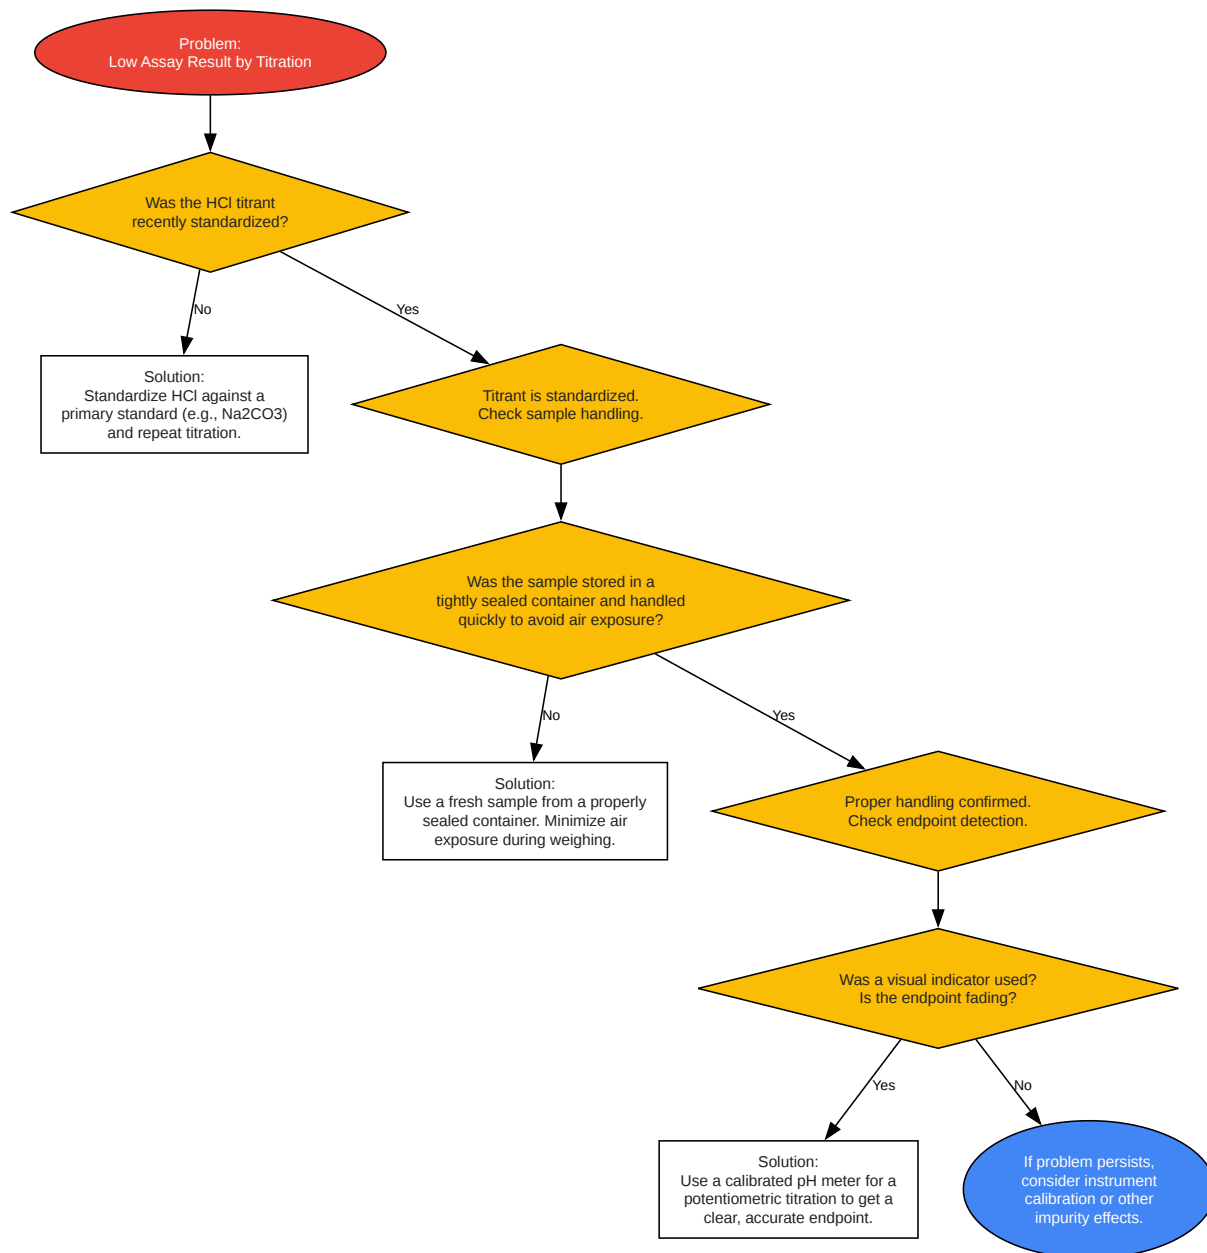 Problem:
Low Assay Result by Titration
Was the HCl titrant
recently standardized?
No
Yes
Solution:
Standardize HCl against a
primary standard (e.g., Na2CO3)
and repeat titration.
Titrant is standardized.
Check sample handling.
Was the sample stored in a
tightly sealed container and handled
quickly to avoid air exposure?
No
Yes
Solution:
Use a fresh sample from a properly
sealed container. Minimize air
exposure during weighing.
Proper handling confirmed.
Check endpoint detection.
Was a visual indicator used?
Is the endpoint fading?
Yes
No
Solution:
Use a calibrated pH meter for a
potentiometric titration to get a
clear, accurate endpoint.
If problem persists,
consider instrument
calibration or other
impurity effects.